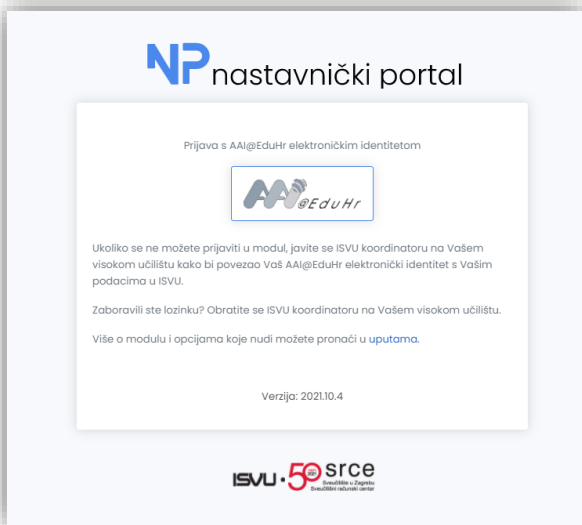 NP nastavnički portal
Prijava s AAI@EduHr elektroničkim identitetom
AAI@EduHr
Ukoliko se ne možete prijaviti u modul, javite se ISVU koordinatoru na Vašem
visokom učilištu kako bi povezao Vaš AAI@EduHr elektronički identitet s Vašim
podacima u ISVU.
Zaboravili ste lozinku? Obratite se ISVU koordinatoru na Vašem visokom učilištu.
Više o modulu i opcijama koje nudi možete pronaći u uputama.
Verzija: 2021.10.4
ISVU · 50 srce
Sveučilište u Zagrebu
Sveučilišni računski centar